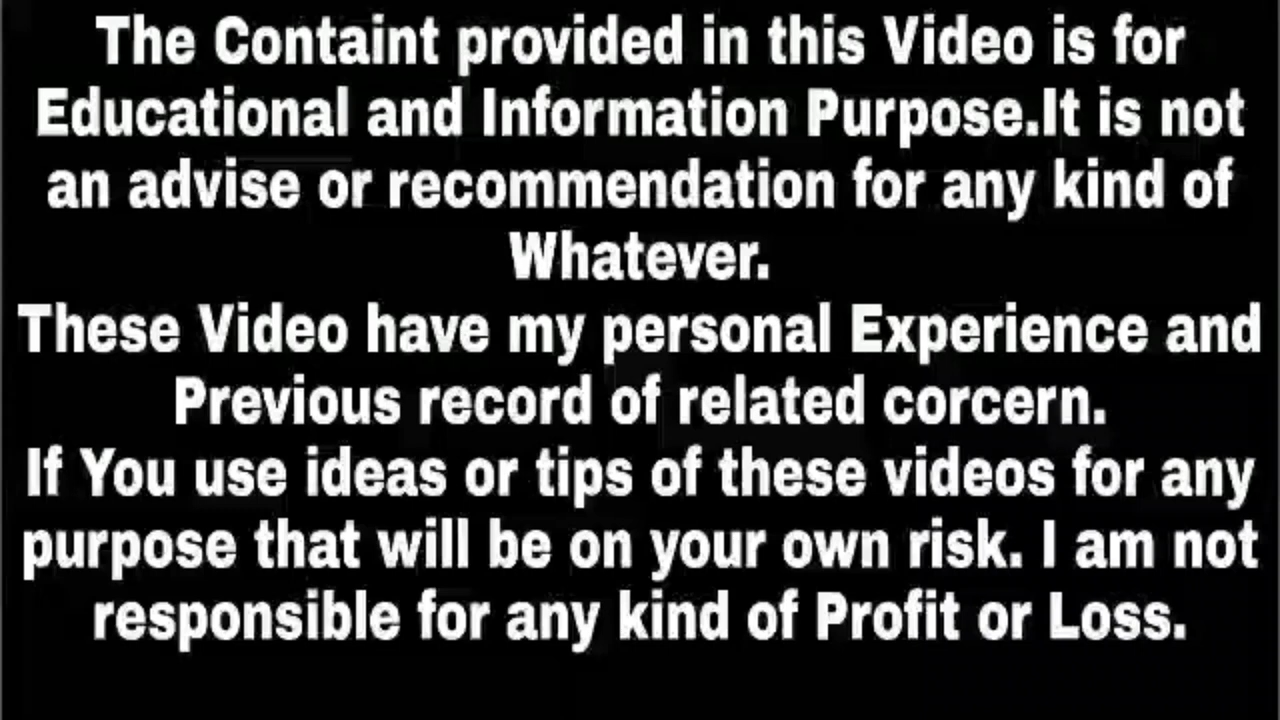 The Containt provided in this Video is for
Educational and Information Purpose.It is not
an advise or recommendation for any kind of
Whatever.
These Video have my personal Experience and
Previous record of related corcern.
If You use ideas or tips of these videos for any
purpose that will be on your own risk. I am not
responsible for any kind of Profit or Loss.